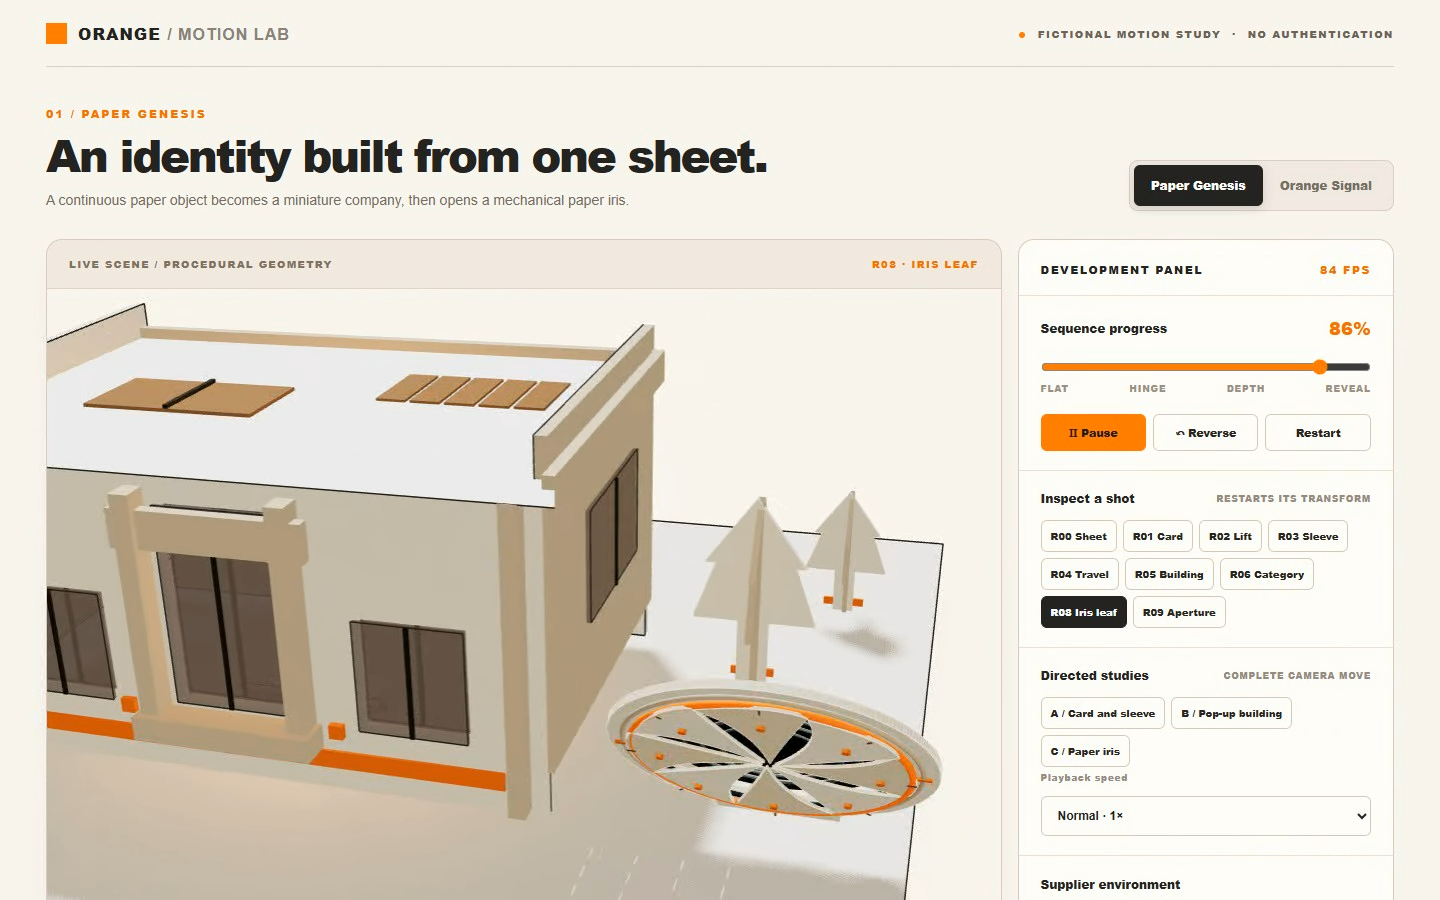 ORANGE / MOTION LAB
FICTIONAL MOTION STUDY · NO AUTHENTICATION
01 / PAPER GENESIS
An identity built from one sheet.
A continuous paper object becomes a miniature company, then opens a mechanical paper iris.
Paper Genesis
Orange Signal
LIVE SCENE / PROCEDURAL GEOMETRY
R08 · IRIS LEAF
DEVELOPMENT PANEL
84 FPS
Sequence progress
86%
FLAT HINGE DEPTH REVEAL
Pause
Reverse
Restart
Inspect a shot
RESTARTS ITS TRANSFORM
R00 Sheet
R01 Card
R02 Lift
R03 Sleeve
R04 Travel
R05 Building
R06 Category
R08 Iris leaf
R09 Aperture
Directed studies
COMPLETE CAMERA MOVE
A / Card and sleeve
B / Pop-up building
C / Paper iris
Playback speed
Normal · 1×
Supplier environment